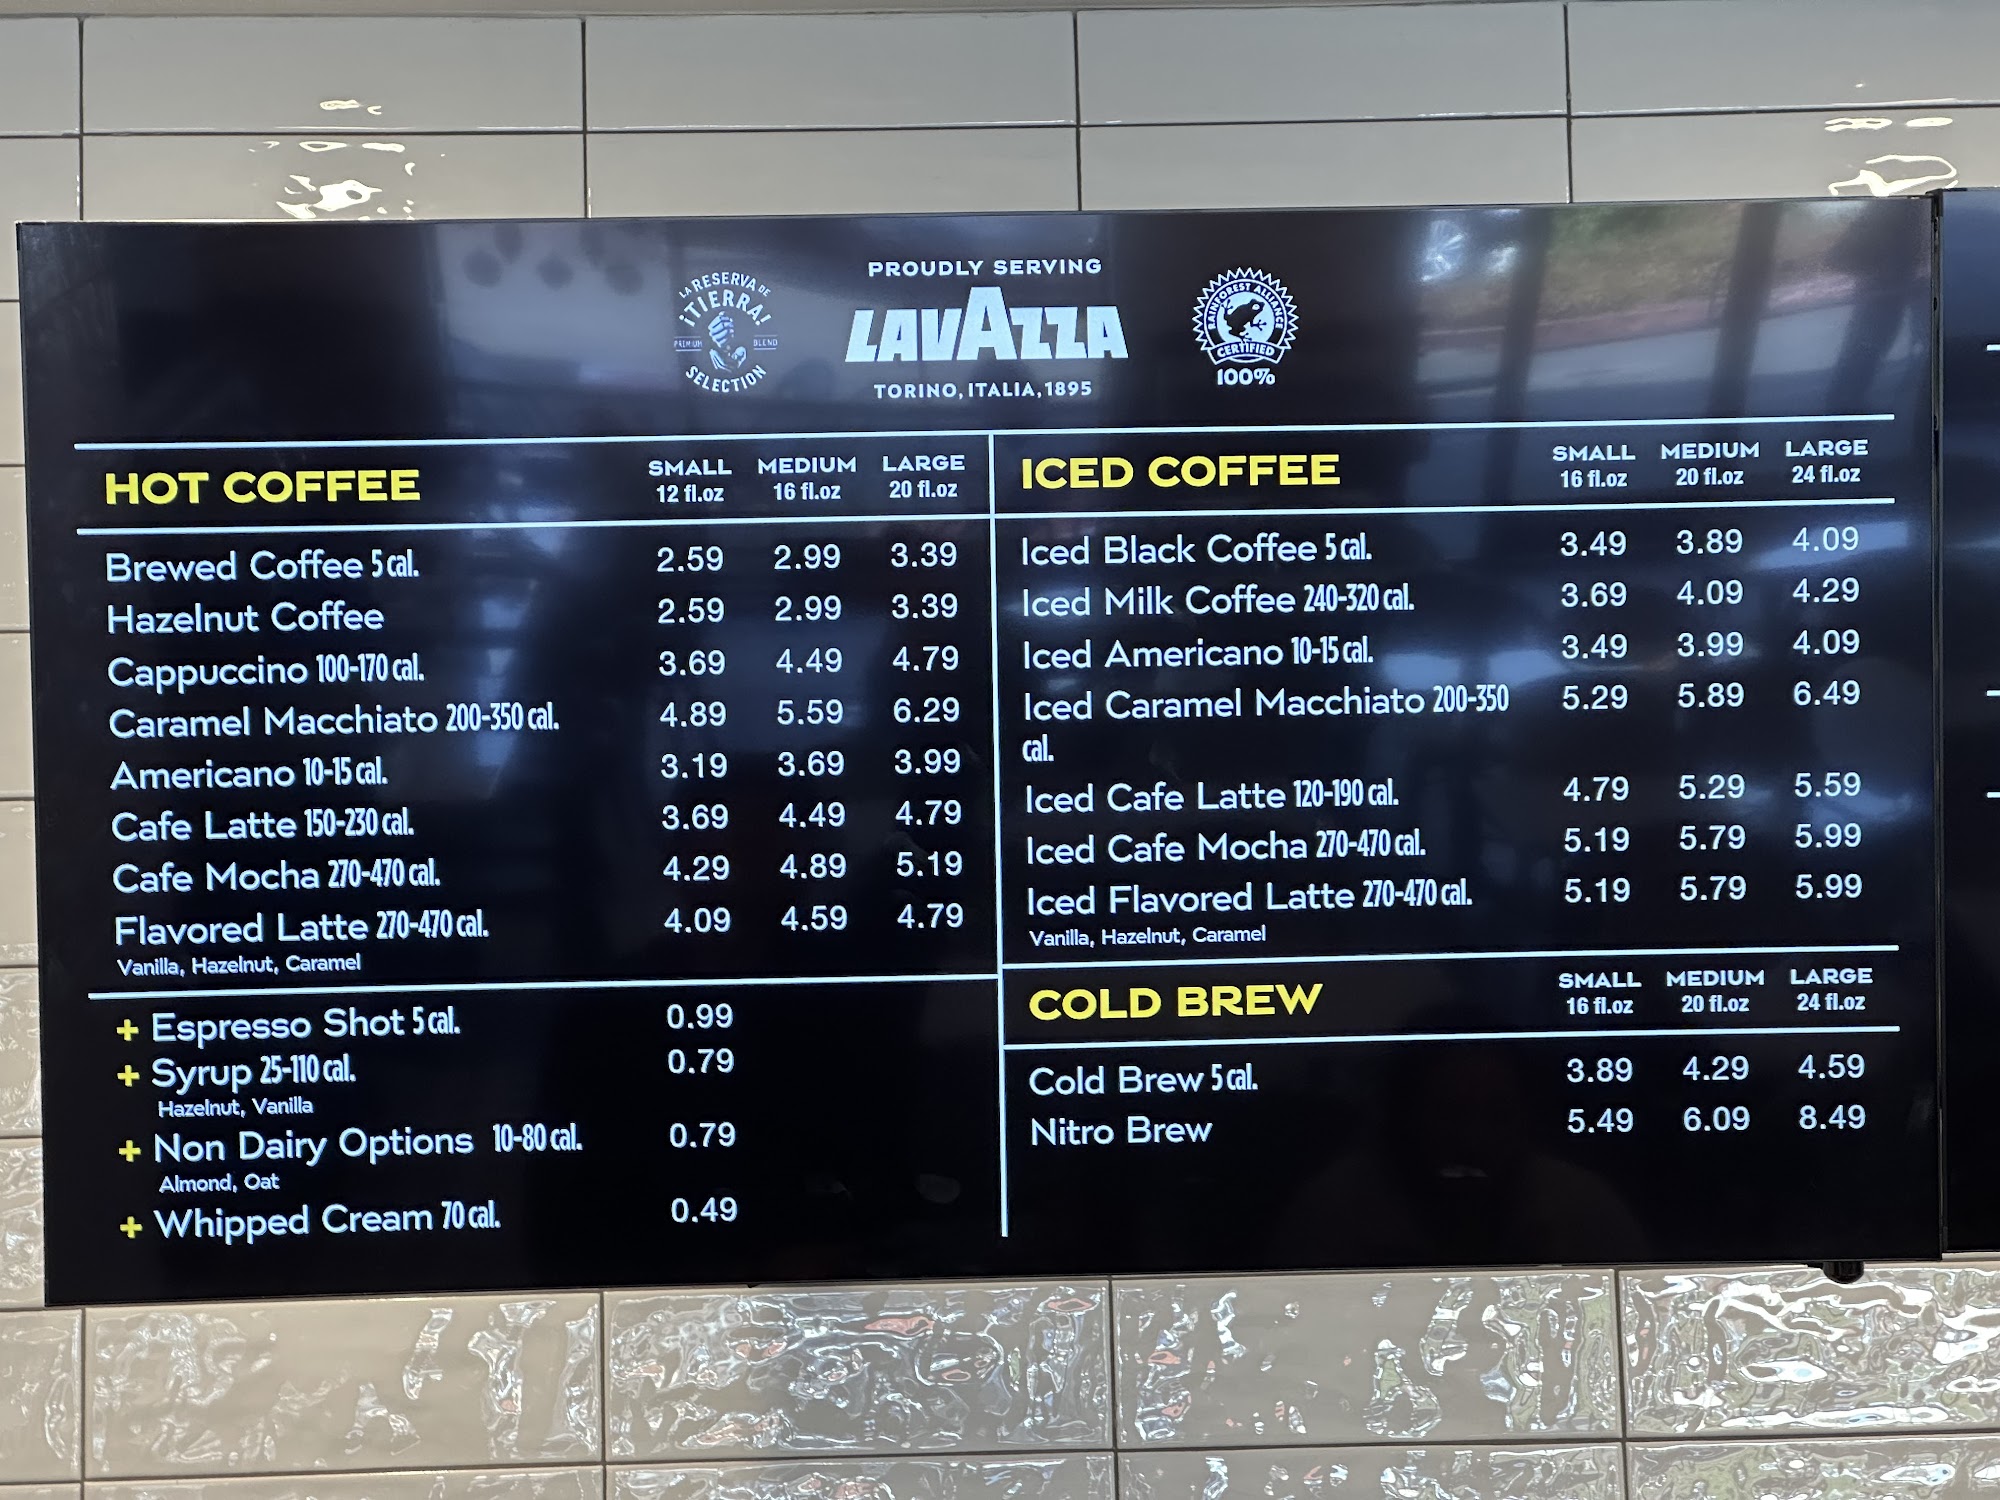 LA RESERVA DE
¡TIERRA!
PREMIUM BLEND
SELECTION
PROUDLY SERVING
LAVAZZA
TORINO, ITALIA, 1895
RAINFOREST ALLIANCE
CERTIFIED
100%
HOT COFFEE SMALL MEDIUM LARGE
12 fl.oz 16 fl.oz 20 fl.oz
Brewed Coffee 5 cal. 2.59 2.99 3.39
Hazelnut Coffee 2.59 2.99 3.39
Cappuccino 100-170 cal. 3.69 4.49 4.79
Caramel Macchiato 200-350 cal. 4.89 5.59 6.29
Americano 10-15 cal. 3.19 3.69 3.99
Cafe Latte 150-230 cal. 3.69 4.49 4.79
Cafe Mocha 270-470 cal. 4.29 4.89 5.19
Flavored Latte 270-470 cal. 4.09 4.59 4.79
Vanilla, Hazelnut, Caramel
+ Espresso Shot 5 cal. 0.99
+ Syrup 25-110 cal. 0.79
Hazelnut, Vanilla
+ Non Dairy Options 10-80 cal. 0.79
Almond, Oat
+ Whipped Cream 70 cal. 0.49
ICED COFFEE SMALL MEDIUM LARGE
16 fl.oz 20 fl.oz 24 fl.oz
Iced Black Coffee 5 cal. 3.49 3.89 4.09
Iced Milk Coffee 240-320 cal. 3.69 4.09 4.29
Iced Americano 10-15 cal. 3.49 3.99 4.09
Iced Caramel Macchiato 200-350 5.29 5.89 6.49
cal.
Iced Cafe Latte 120-190 cal. 4.79 5.29 5.59
Iced Cafe Mocha 270-470 cal. 5.19 5.79 5.99
Iced Flavored Latte 270-470 cal. 5.19 5.79 5.99
Vanilla, Hazelnut, Caramel
COLD BREW SMALL MEDIUM LARGE
16 fl.oz 20 fl.oz 24 fl.oz
Cold Brew 5 cal. 3.89 4.29 4.59
Nitro Brew 5.49 6.09 8.49